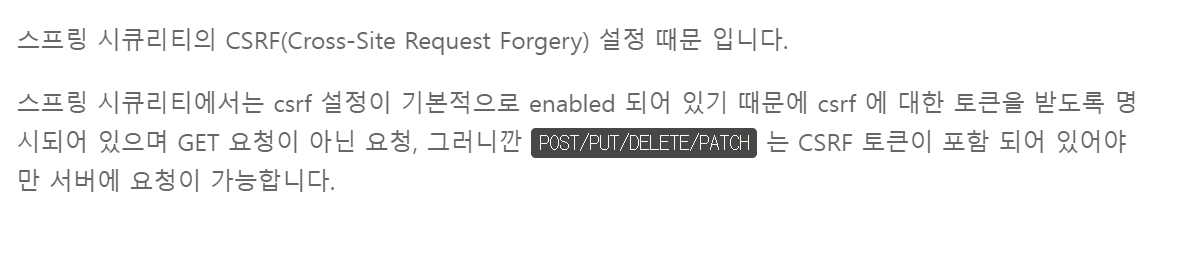 스프링 시큐리티의 CSRF(Cross-Site Request Forgery) 설정 때문 입니다.
스프링 시큐리티에서는 csrf 설정이 기본적으로 enabled 되어 있기 때문에 csrf 에 대한 토큰을 받도록 명
시되어 있으며 GET 요청이 아닌 요청, 그러니깐 POST/PUT/DELETE/PATCH 는 CSRF 토큰이 포함 되어 있어야
만 서버에 요청이 가능합니다.